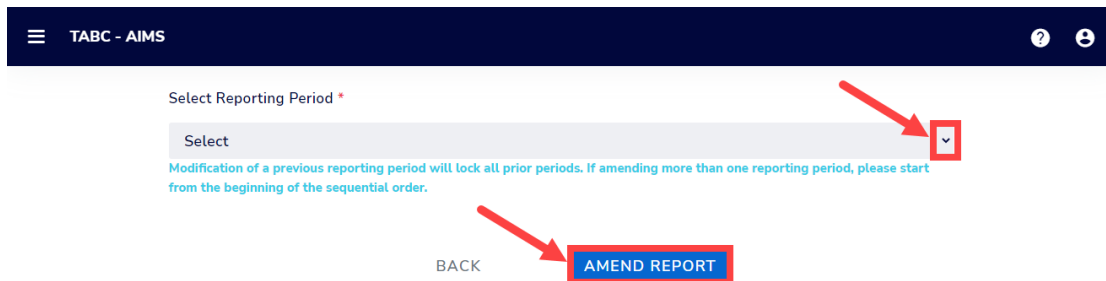 TABC - AIMS
Select Reporting Period *
Select
Modification of a previous reporting period will lock all prior periods. If amending more than one reporting period, please start
from the beginning of the sequential order.
BACK AMEND REPORT